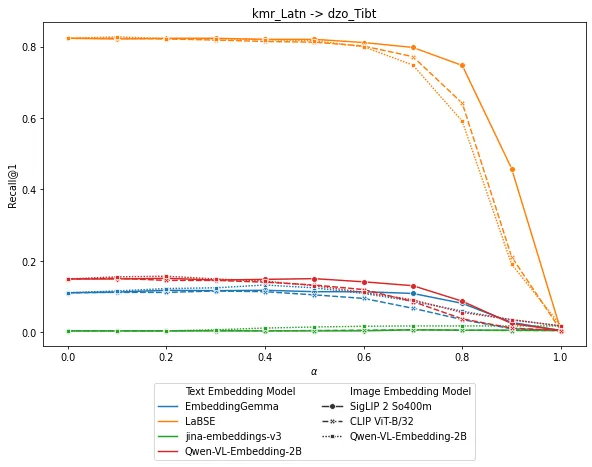 kmr_Latn -> dzo_Tibt
Recall@1
0.8
0.6
0.4
0.2
0.0
0.0 0.2 0.4 0.6 0.8 1.0
α
Text Embedding Model Image Embedding Model
EmbeddingGemma SigLIP 2 So400m
LaBSE CLIP ViT-B/32
jina-embeddings-v3 Qwen-VL-Embedding-2B
Qwen-VL-Embedding-2B